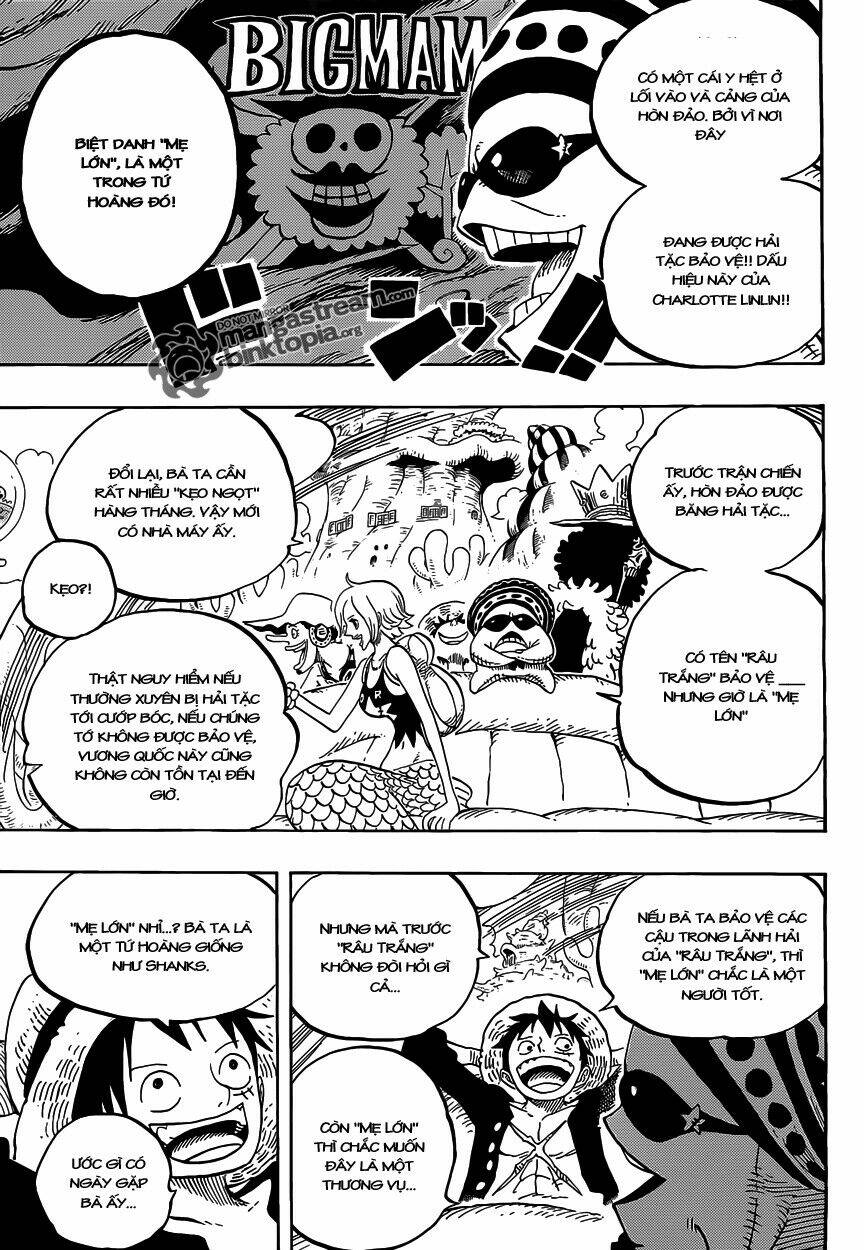 BIGMAM
CÓ MỘT CÁI Y HỆT Ở
LỐI VÀO VÀ CẢNG CỦA
HÒN ĐẢO. BỞI VÌ NƠI
ĐÂY
ĐANG ĐƯỢC HẢI
TẶC BẢO VỆ!! DẤU
HIỆU NÀY CỦA
CHARLOTTE LINLIN!!
BIỆT DANH "MẸ
LỚN", LÀ MỘT
TRONG TỨ
HOÀNG ĐÓ!
DO NOT MIRROR
mangastream.com
binktopia.org
TRƯỚC TRẬN CHIẾN
ẤY, HÒN ĐẢO ĐƯỢC
BĂNG HẢI TẶC...
CÓ TÊN "RÂU
TRẮNG" BẢO VỆ ___
NHƯNG GIỜ LÀ "MẸ
LỚN"
ĐỔI LẠI, BÀ TA CẦN
RẤT NHIỀU "KẸO NGỌT"
HÀNG THÁNG. VẬY MỚI
CÓ NHÀ MÁY ẤY.
KẸO?!
THẬT NGUY HIỂM NẾU
THƯỜNG XUYÊN BỊ HẢI TẶC
TỚI CƯỚP BÓC, NẾU CHÚNG
TỚ KHÔNG ĐƯỢC BẢO VỆ,
VƯƠNG QUỐC NÀY CŨNG
KHÔNG CÒN TỒN TẠI ĐẾN
GIỜ.
NẾU BÀ TA BẢO VỆ CÁC
CẬU TRONG LÃNH HẢI
CỦA "RÂU TRẮNG", THÌ
"MẸ LỚN" CHẮC LÀ MỘT
NGƯỜI TỐT.
NHƯNG MÀ TRƯỚC
"RÂU TRẮNG"
KHÔNG ĐÒI HỎI GÌ
CẢ...
CÒN "MẸ LỚN"
THÌ CHẮC MUỐN
ĐÂY LÀ MỘT
THƯƠNG VỤ...
"MẸ LỚN" NHỈ...? BÀ TA LÀ
MỘT TỨ HOÀNG GIỐNG
NHƯ SHANKS.
ƯỚC GÌ CÓ
NGÀY GẶP
BÀ ẤY...